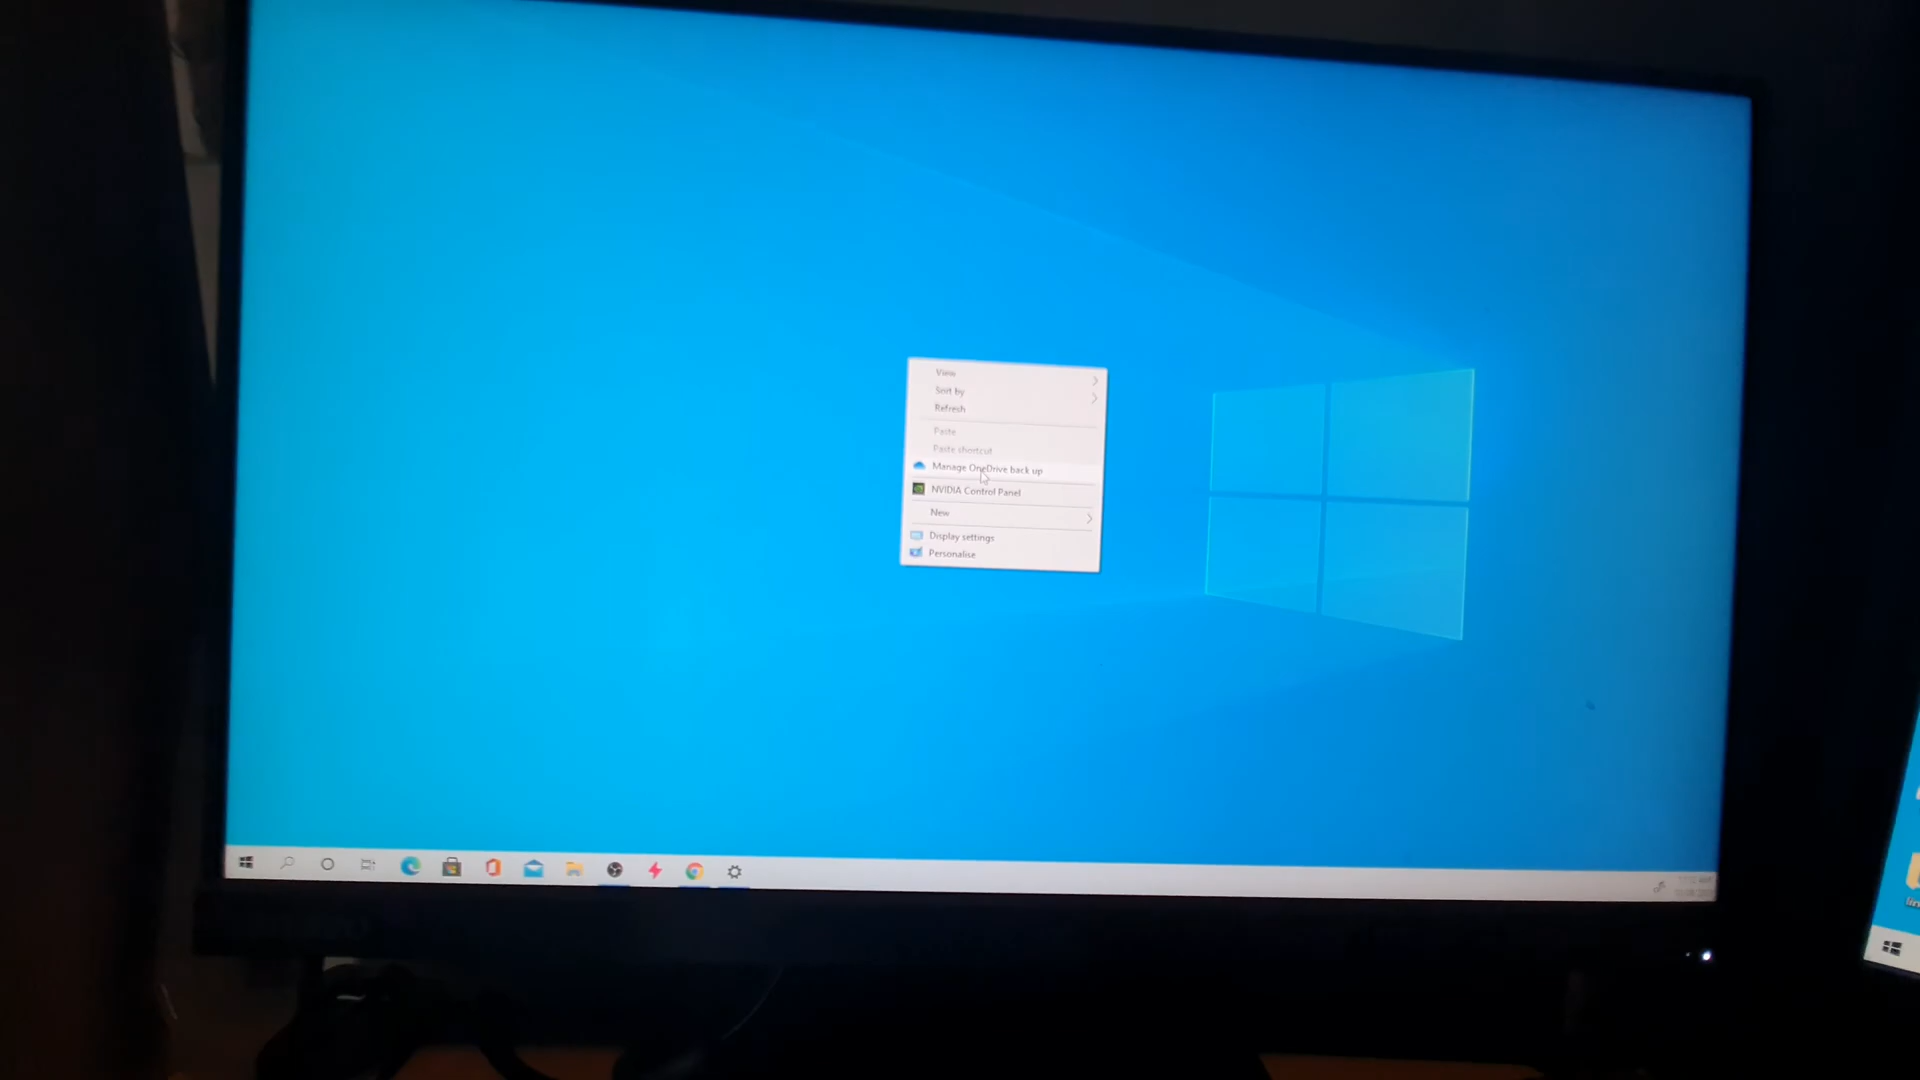 View
Sort by
Refresh
Paste
Paste shortcut
Manage OneDrive back up
NVIDIA Control Panel
New
Display settings
Personalise